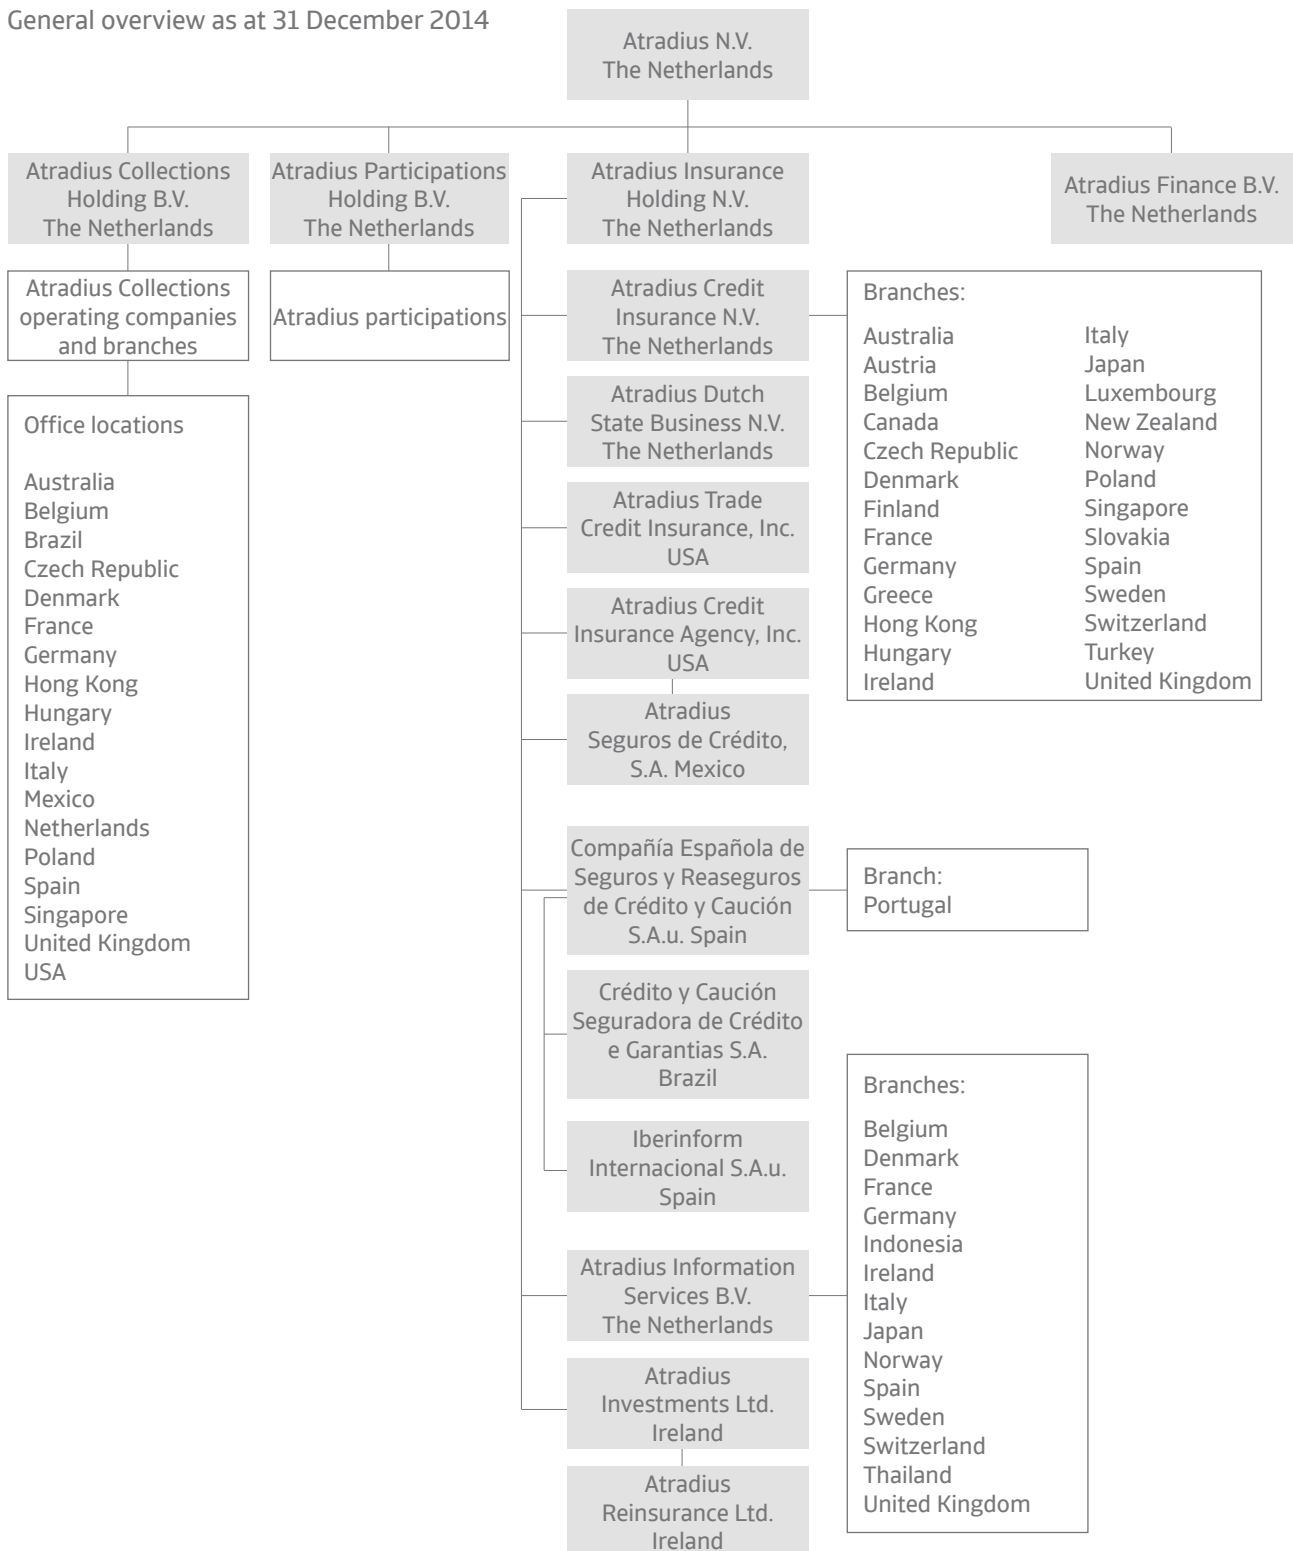 General overview as at 31 December 2014
Atradius N.V.
The Netherlands
Atradius Collections
Holding B.V.
The Netherlands
Atradius Participations
Holding B.V.
The Netherlands
Atradius Insurance
Holding N.V.
The Netherlands
Atradius Finance B.V.
The Netherlands
Atradius Collections
operating companies
and branches
Atradius participations
Office locations
Australia
Belgium
Brazil
Czech Republic
Denmark
France
Germany
Hong Kong
Hungary
Ireland
Italy
Mexico
Netherlands
Poland
Spain
Singapore
United Kingdom
USA
Atradius Credit
Insurance N.V.
The Netherlands
Branches:
Australia
Austria
Belgium
Canada
Czech Republic
Denmark
Finland
France
Germany
Greece
Hong Kong
Hungary
Ireland
Italy
Japan
Luxembourg
New Zealand
Norway
Poland
Singapore
Slovakia
Spain
Sweden
Switzerland
Turkey
United Kingdom
Atradius Dutch
State Business N.V.
The Netherlands
Atradius Trade
Credit Insurance, Inc.
USA
Atradius Credit
Insurance Agency, Inc.
USA
Atradius
Seguros de Crédito,
S.A. Mexico
Compañía Española de
Seguros y Reaseguros
de Crédito y Caución
S.A.u. Spain
Branch:
Portugal
Crédito y Caución
Seguradora de Crédito
e Garantias S.A.
Brazil
Iberinform
Internacional S.A.u.
Spain
Atradius Information
Services B.V.
The Netherlands
Branches:
Belgium
Denmark
France
Germany
Indonesia
Ireland
Italy
Japan
Norway
Spain
Sweden
Switzerland
Thailand
United Kingdom
Atradius
Investments Ltd.
Ireland
Atradius
Reinsurance Ltd.
Ireland